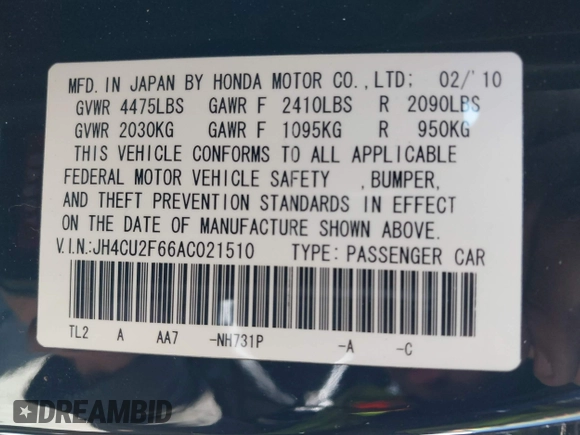 MFD. IN JAPAN BY HONDA MOTOR CO., LTD; 02/'10
GVWR 4475LBS GAWR F 2410LBS R 2090LBS
GVWR 2030KG GAWR F 1095KG R 950KG
THIS VEHICLE CONFORMS TO ALL APPLICABLE
FEDERAL MOTOR VEHICLE SAFETY , BUMPER,
AND THEFT PREVENTION STANDARDS IN EFFECT
ON THE DATE OF MANUFACTURE SHOWN ABOVE.
V.I.N.:JH4CU2F66AC021510 TYPE: PASSENGER CAR
TL2 A AA7 -NH731P -A -C
DREAMBID